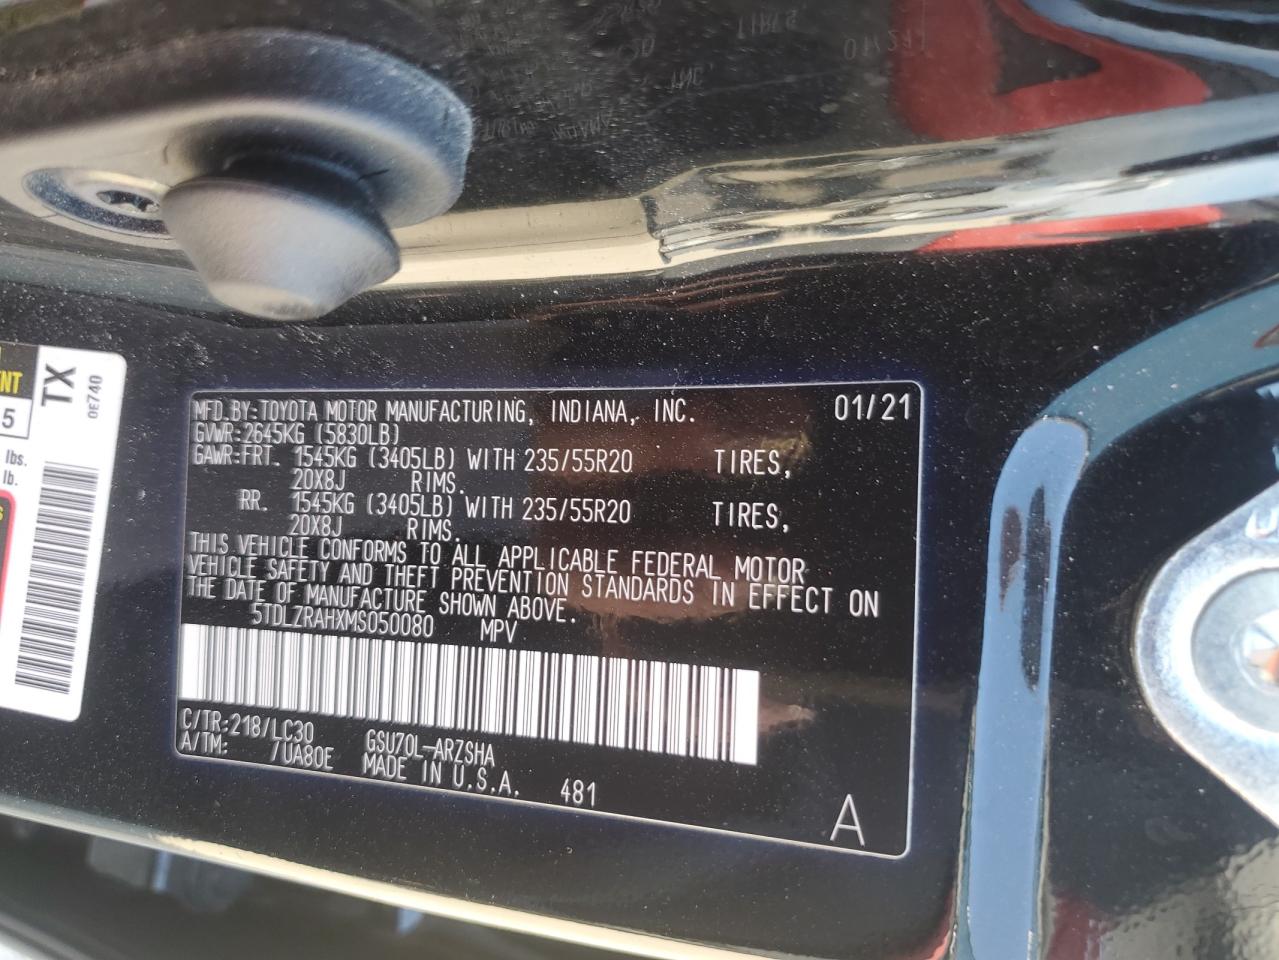 MFD.BY:TOYOTA MOTOR MANUFACTURING, INDIANA, INC. 01/21
GVWR:2645KG (5830LB)
GAWR:FRT. 1545KG (3405LB) WITH 235/55R20 TIRES,
20X8J RIMS.
RR. 1545KG (3405LB) WITH 235/55R20 TIRES,
20X8J RIMS.
THIS VEHICLE CONFORMS TO ALL APPLICABLE FEDERAL MOTOR
VEHICLE SAFETY AND THEFT PREVENTION STANDARDS IN EFFECT ON
THE DATE OF MANUFACTURE SHOWN ABOVE.
5TDLZRAHXMS050080 MPV
C/TR:218/LC30 GSU70L-ARZSHA
A/TM: /UA80E MADE IN U.S.A. 481
A
TX
0E740
5
lbs.
lb.